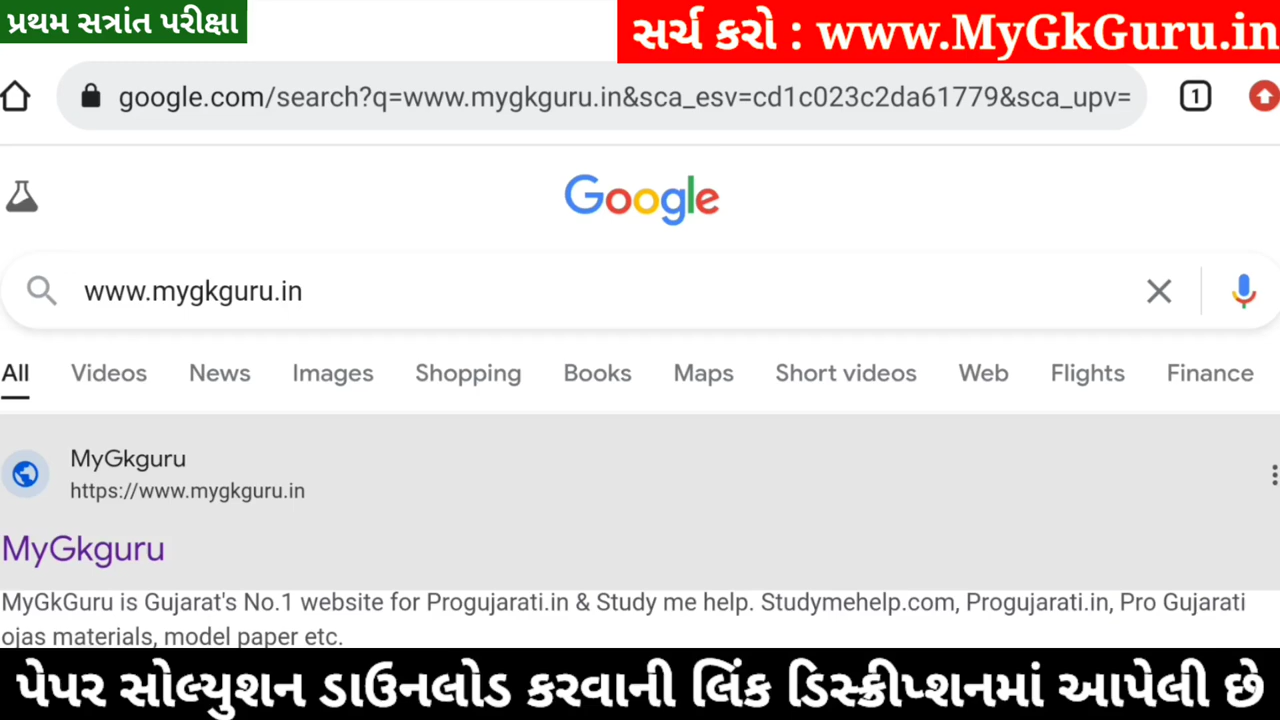 પ્રથમ સત્રાંત પરીક્ષા
સર્ચ કરો : www.MyGkGuru.in
google.com/search?q=www.mygkguru.in&sca_esv=cd1c023c2da61779&sca_upv=
1
Google
www.mygkguru.in
All Videos News Images Shopping Books Maps Short videos Web Flights Finance
MyGkguru
https://www.mygkguru.in
MyGkguru
MyGkGuru is Gujarat's No.1 website for Progujarati.in & Study me help. Studymehelp.com, Progujarati.in, Pro Gujarati
ojas materials, model paper etc.
પેપર સોલ્યુશન ડાઉનલોડ કરવાની લિંક ડિસ્ક્રીપ્શનમાં આપેલી છે